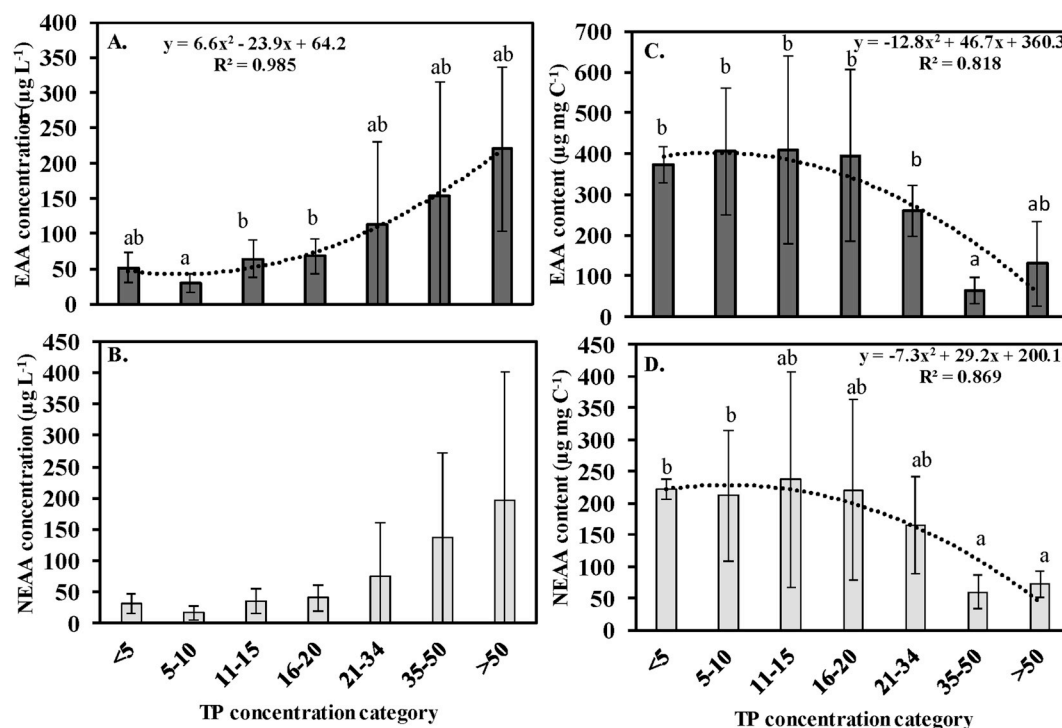 A.
y = 6.6x² - 23.9x + 64.2
R² = 0.985
EAA concentration (µg L⁻¹)
400
350
300
250
200
150
100
50
0
ab
a
b
b
ab
ab
ab
C.
y = -12.8x² + 46.7x + 360.3
R² = 0.818
EAA content (µg mg C⁻¹)
700
600
500
400
300
200
100
0
b
b
b
b
b
a
ab
B.
NEAA concentration (µg L⁻¹)
450
400
350
300
250
200
150
100
50
0
<5
5-10
11-15
16-20
21-34
35-50
>50
TP concentration category
D.
y = -7.3x² + 29.2x + 200.1
R² = 0.869
NEAA content (µg mg C⁻¹)
450
400
350
300
250
200
150
100
50
0
b
b
ab
ab
ab
a
a
<5
5-10
11-15
16-20
21-34
35-50
>50
TP concentration category